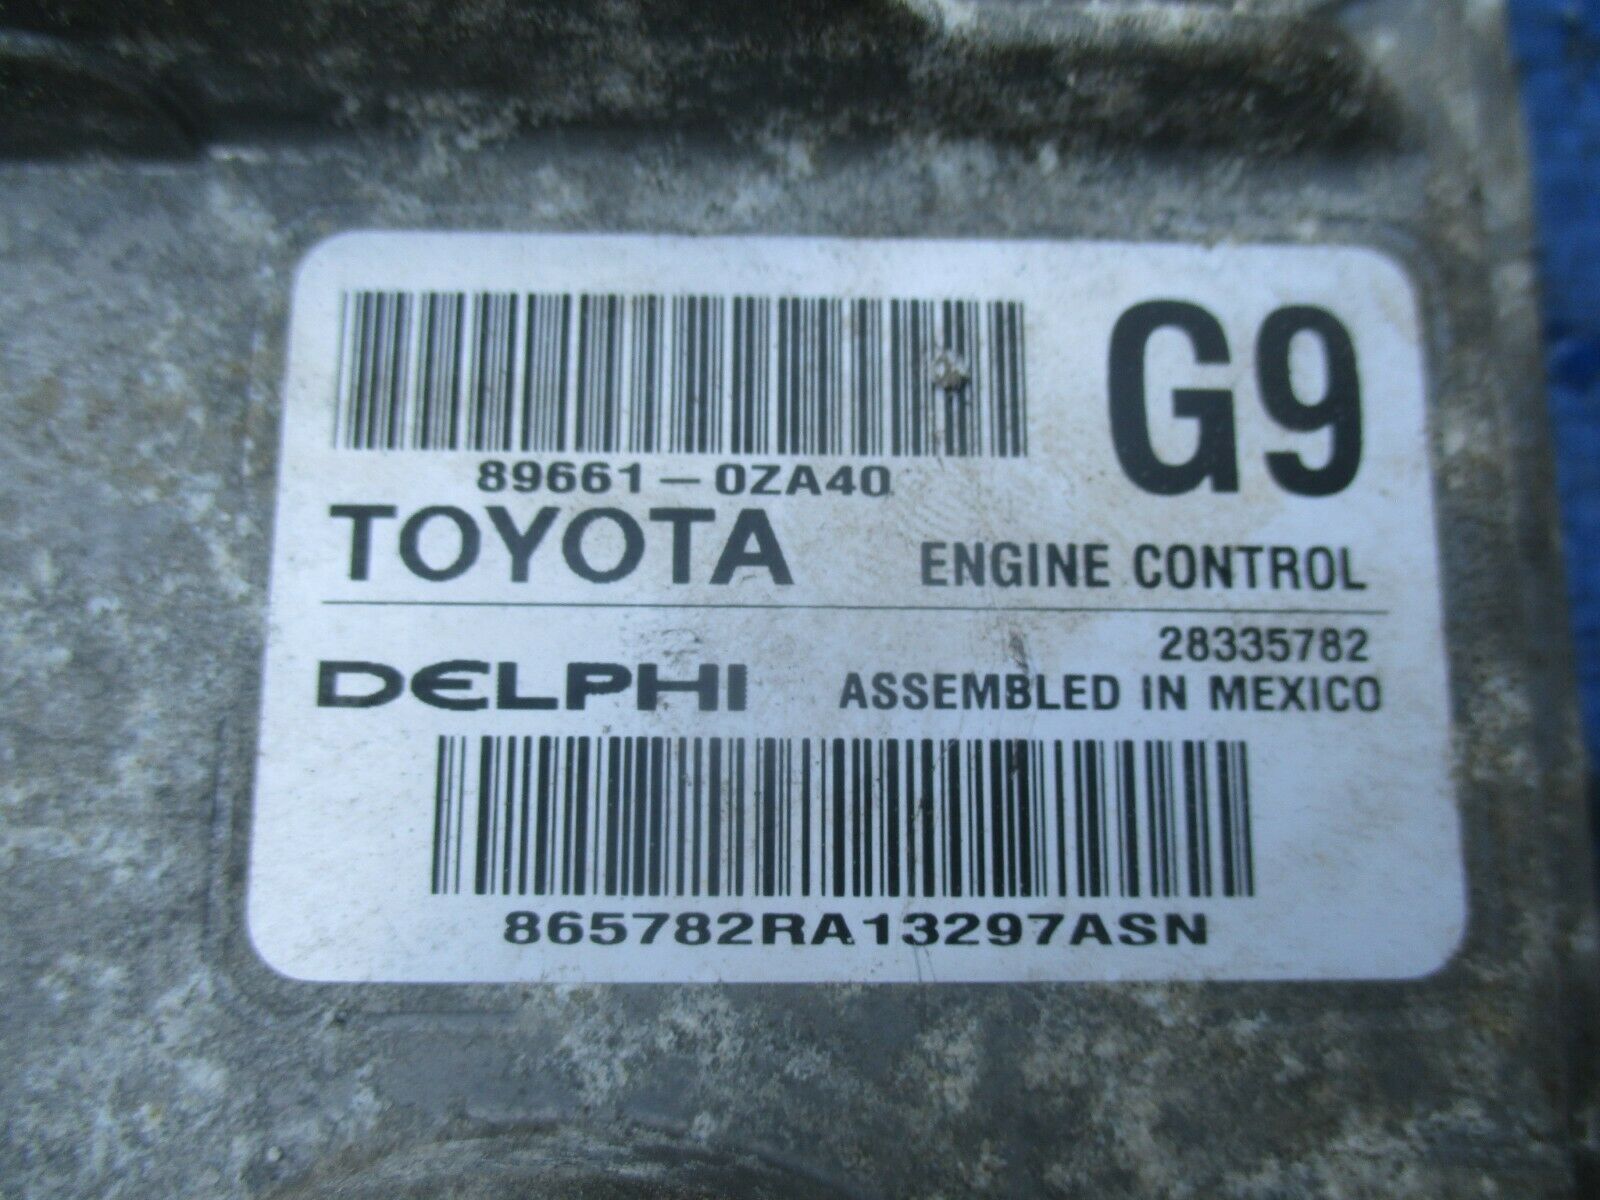 G9
89661-0ZA40
TOYOTA ENGINE CONTROL
28335782
DELPHI ASSEMBLED IN MEXICO
865782RA13297ASN